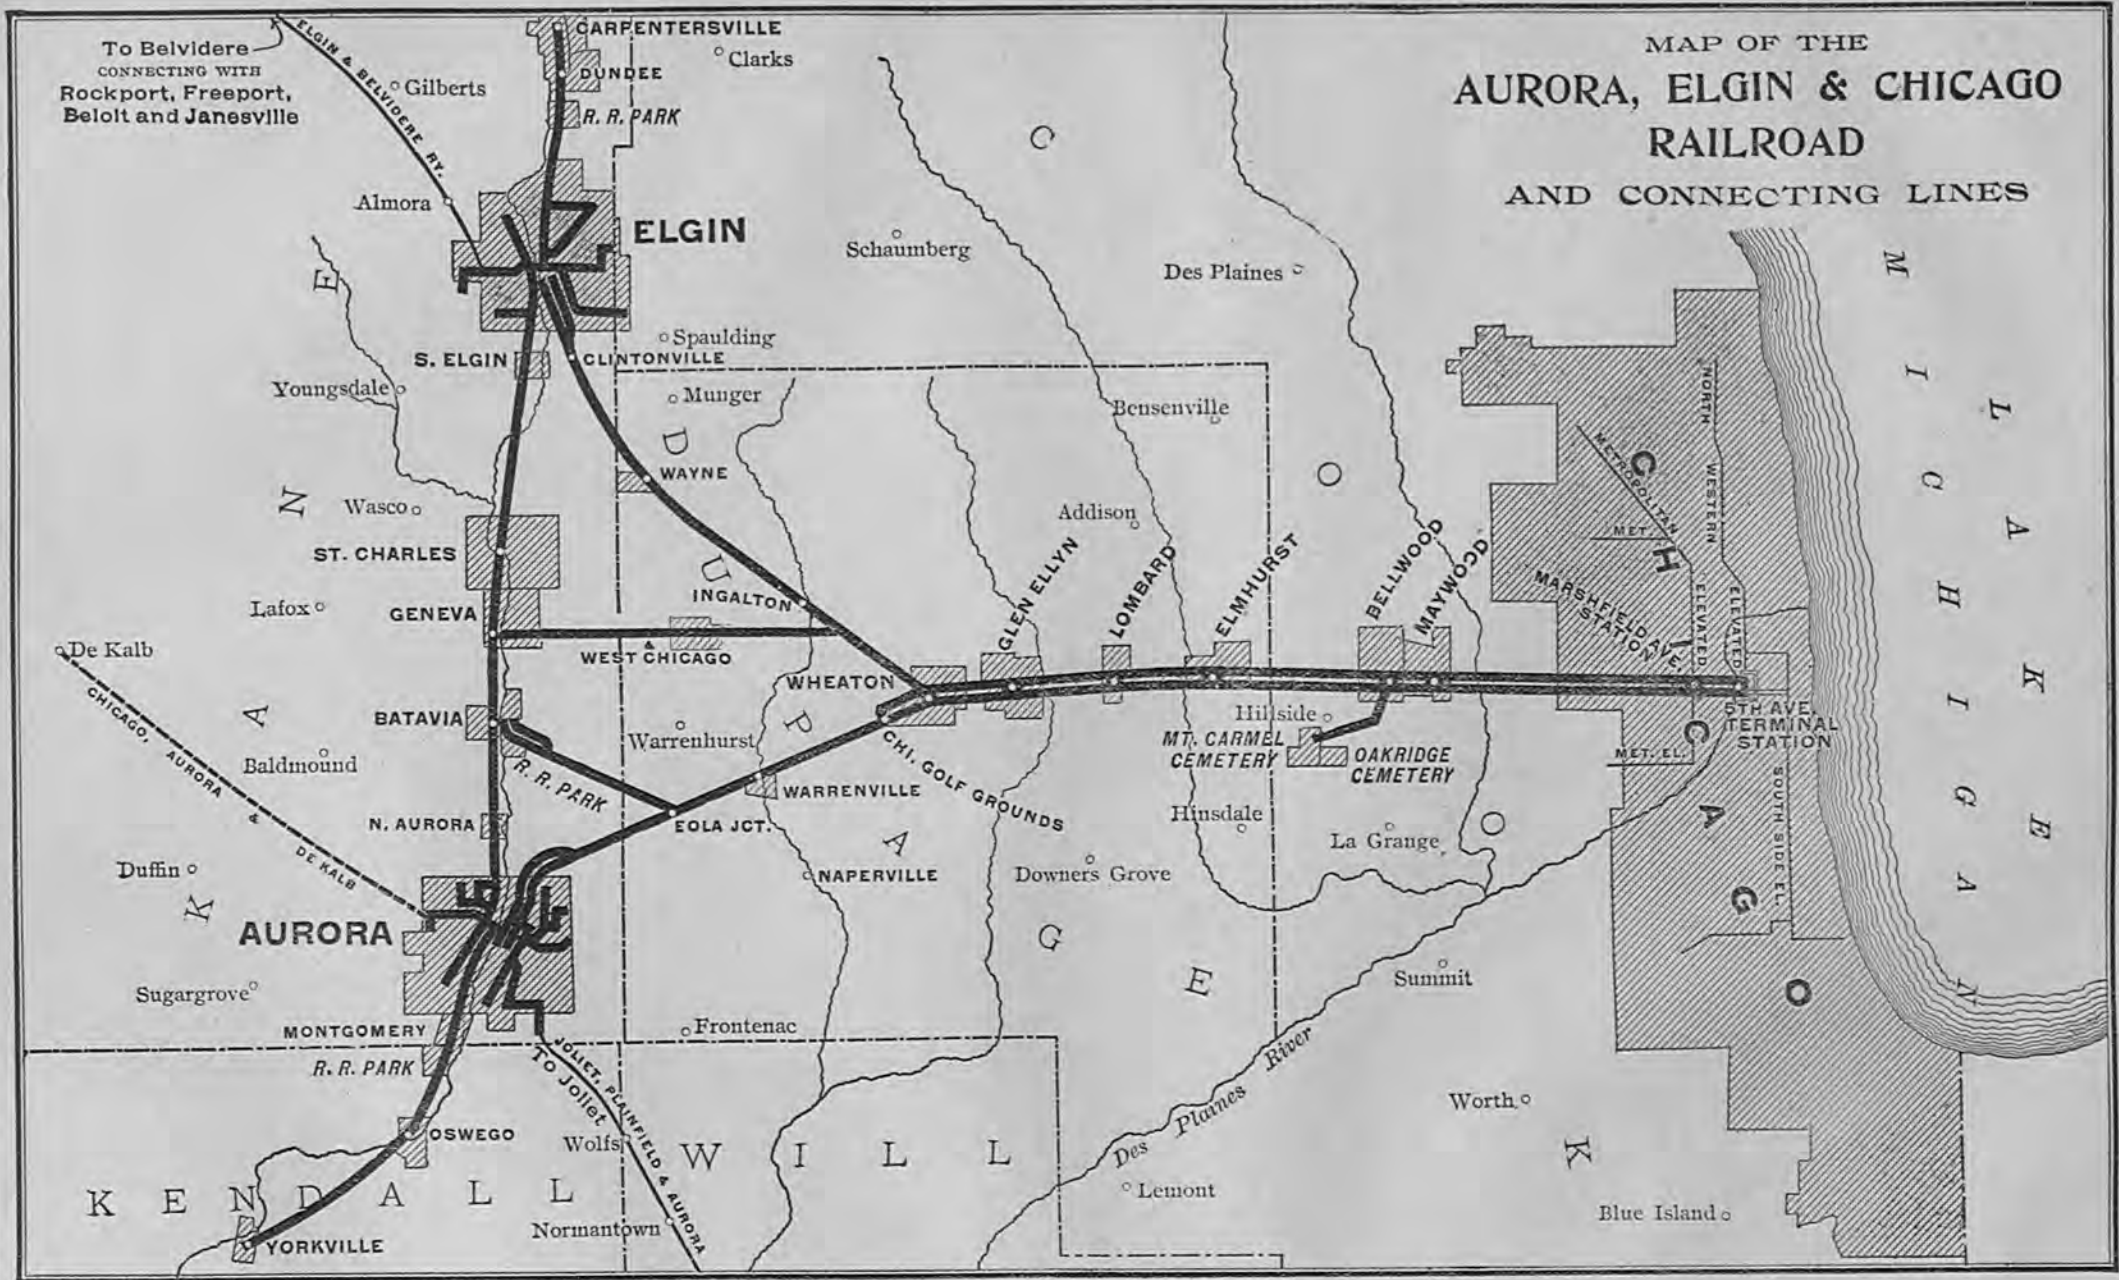 MAP OF THE
AURORA, ELGIN & CHICAGO
RAILROAD
AND CONNECTING LINES
To Belvidere
CONNECTING WITH
Rockport, Freeport,
Beloit and Janesville
ELGIN & BELVIDERE RY.
Gilberts
CARPENTERSVILLE
DUNDEE
R. R. PARK
Clarks
Almora
ELGIN
Schaumberg
Des Plaines
S. ELGIN
CLINTONVILLE
Spaulding
Youngsdale
Munger
Bensenville
WAYNE
Wasco
ST. CHARLES
Addison
INGALTON
Lafox
GENEVA
WEST CHICAGO
&
WHEATON
GLEN ELLYN
LOMBARD
ELMHURST
BELLWOOD
MAYWOOD
MARSHFIELD AVE.
STATION
NORTH
WESTERN
ELEVATED
METROPOLITAN
ELEVATED
MET.
5TH AVE.
TERMINAL
STATION
MET. EL.
SOUTH SIDE EL.
De Kalb
CHICAGO, AURORA
&
DE KALB
BATAVIA
R. R. PARK
Baldmound
Warrenhurst
Hillside
MT. CARMEL
CEMETERY
OAKRIDGE
CEMETERY
CHI. GOLF GROUNDS
WARRENVILLE
N. AURORA
EOLA JCT.
Hinsdale
La Grange
Duffin
NAPERVILLE
Downers Grove
AURORA
Sugargrove
Summit
MONTGOMERY
R. R. PARK
Frontenac
JOLIET, PLAINFIELD & AURORA
To Joliet
Des Plaines River
Worth
OSWEGO
Wolfs
Lemont
Normantown
Blue Island
YORKVILLE
KANE
DUPAGE
COOK
KENDALL
WILL
CHICAGO
LAKE
MICHIGAN